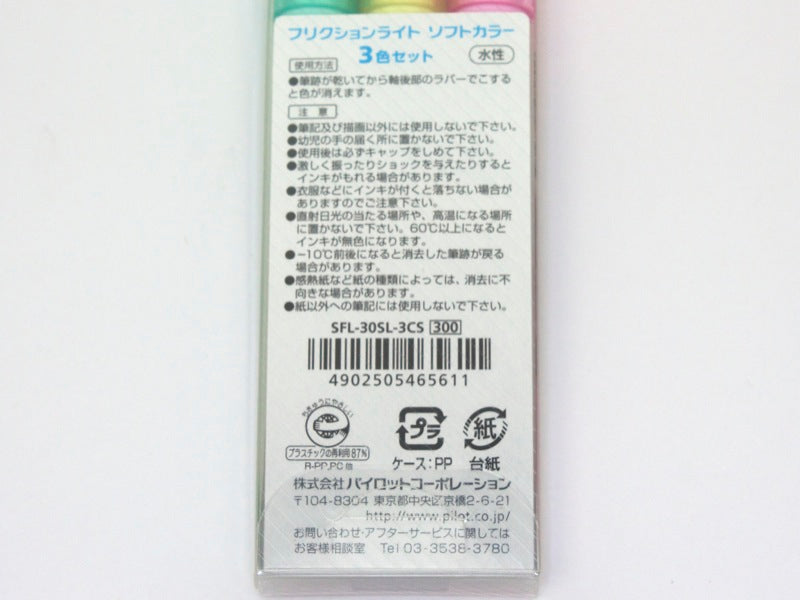 フリクションライト ソフトカラー
3色セット 水性
使用方法
●筆跡が乾いてから軸後部のラバーでこする
と色が消えます。
注 意
●筆記及び描画以外には使用しないで下さい。
●幼児の手の届く所に置かないで下さい。
●使用後は必ずキャップをしめて下さい。
●激しく振ったりショックを与えたりすると
インキがもれる場合があります。
●衣服などにインキが付くと落ちない場合が
ありますのでご注意下さい。
●直射日光の当たる場所や、高温になる場所
に置かないで下さい。60℃以上になると
インキが無色になります。
●−10℃前後になると消去した筆跡が戻る
場合があります。
●感熱紙など紙の種類によっては、消去に不
向きな場合があります。
●紙以外への筆記には使用しないで下さい。
SFL-30SL-3CS 300
4902505465611
ちきゅうにやさしい
プラスチックの再利用87%
R-PP,PC 他
プラ
ケース:PP
紙
台紙
株式会社 パイロットコーポレーション
〒104-8304 東京都中央区京橋2-6-21
http://www.pilot.co.jp/
お問い合わせ・アフターサービスに関しては
お客様相談室 Tel 03-3538-3780